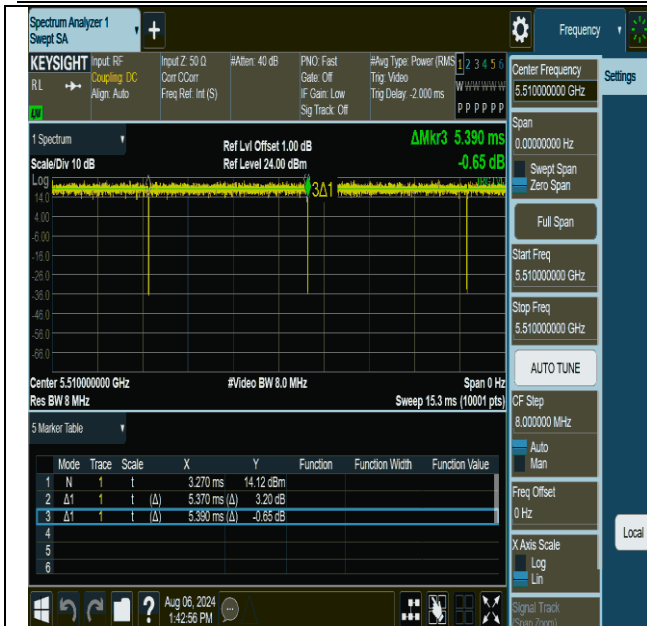 Spectrum Analyzer 1
Swept SA
Frequency
KEYSIGHT
RL
Input: RF
Coupling: DC
Align: Auto
Input Z: 50 Ω
Corr CCorr
Freq Ref: Int (S)
#Atten: 40 dB
PNO: Fast
Gate: Off
IF Gain: Low
Sig Track: Off
#Avg Type: Power (RMS
Trig: Video
Trig Delay: -2.000 ms
1 2 3 4 5 6
W W W W W W
P P P P P P
1 Spectrum
Scale/Div 10 dB
Log
Ref Lvl Offset 1.00 dB
Ref Level 24.00 dBm
ΔMkr3 5.390 ms
-0.65 dB
3Δ1
14.0
4.00
-6.00
-16.0
-26.0
-36.0
-46.0
-56.0
-66.0
Center 5.510000000 GHz
#Video BW 8.0 MHz
Span 0 Hz
Res BW 8 MHz
Sweep 15.3 ms (10001 pts)
5 Marker Table
Mode Trace Scale X Y Function Function Width Function Value
1 N 1 t 3.270 ms 14.12 dBm
2 Δ1 1 t (Δ) 5.370 ms (Δ) 3.20 dB
3 Δ1 1 t (Δ) 5.390 ms (Δ) -0.65 dB
4
5
6
Aug 06, 2024
1:42:56 PM
Center Frequency
5.510000000 GHz
Span
0.00000000 Hz
Swept Span
Zero Span
Full Span
Start Freq
5.510000000 GHz
Stop Freq
5.510000000 GHz
AUTO TUNE
CF Step
8.000000 MHz
Auto
Man
Freq Offset
0 Hz
X Axis Scale
Log
Lin
Signal Track
(Span Zoom)
Settings
Local